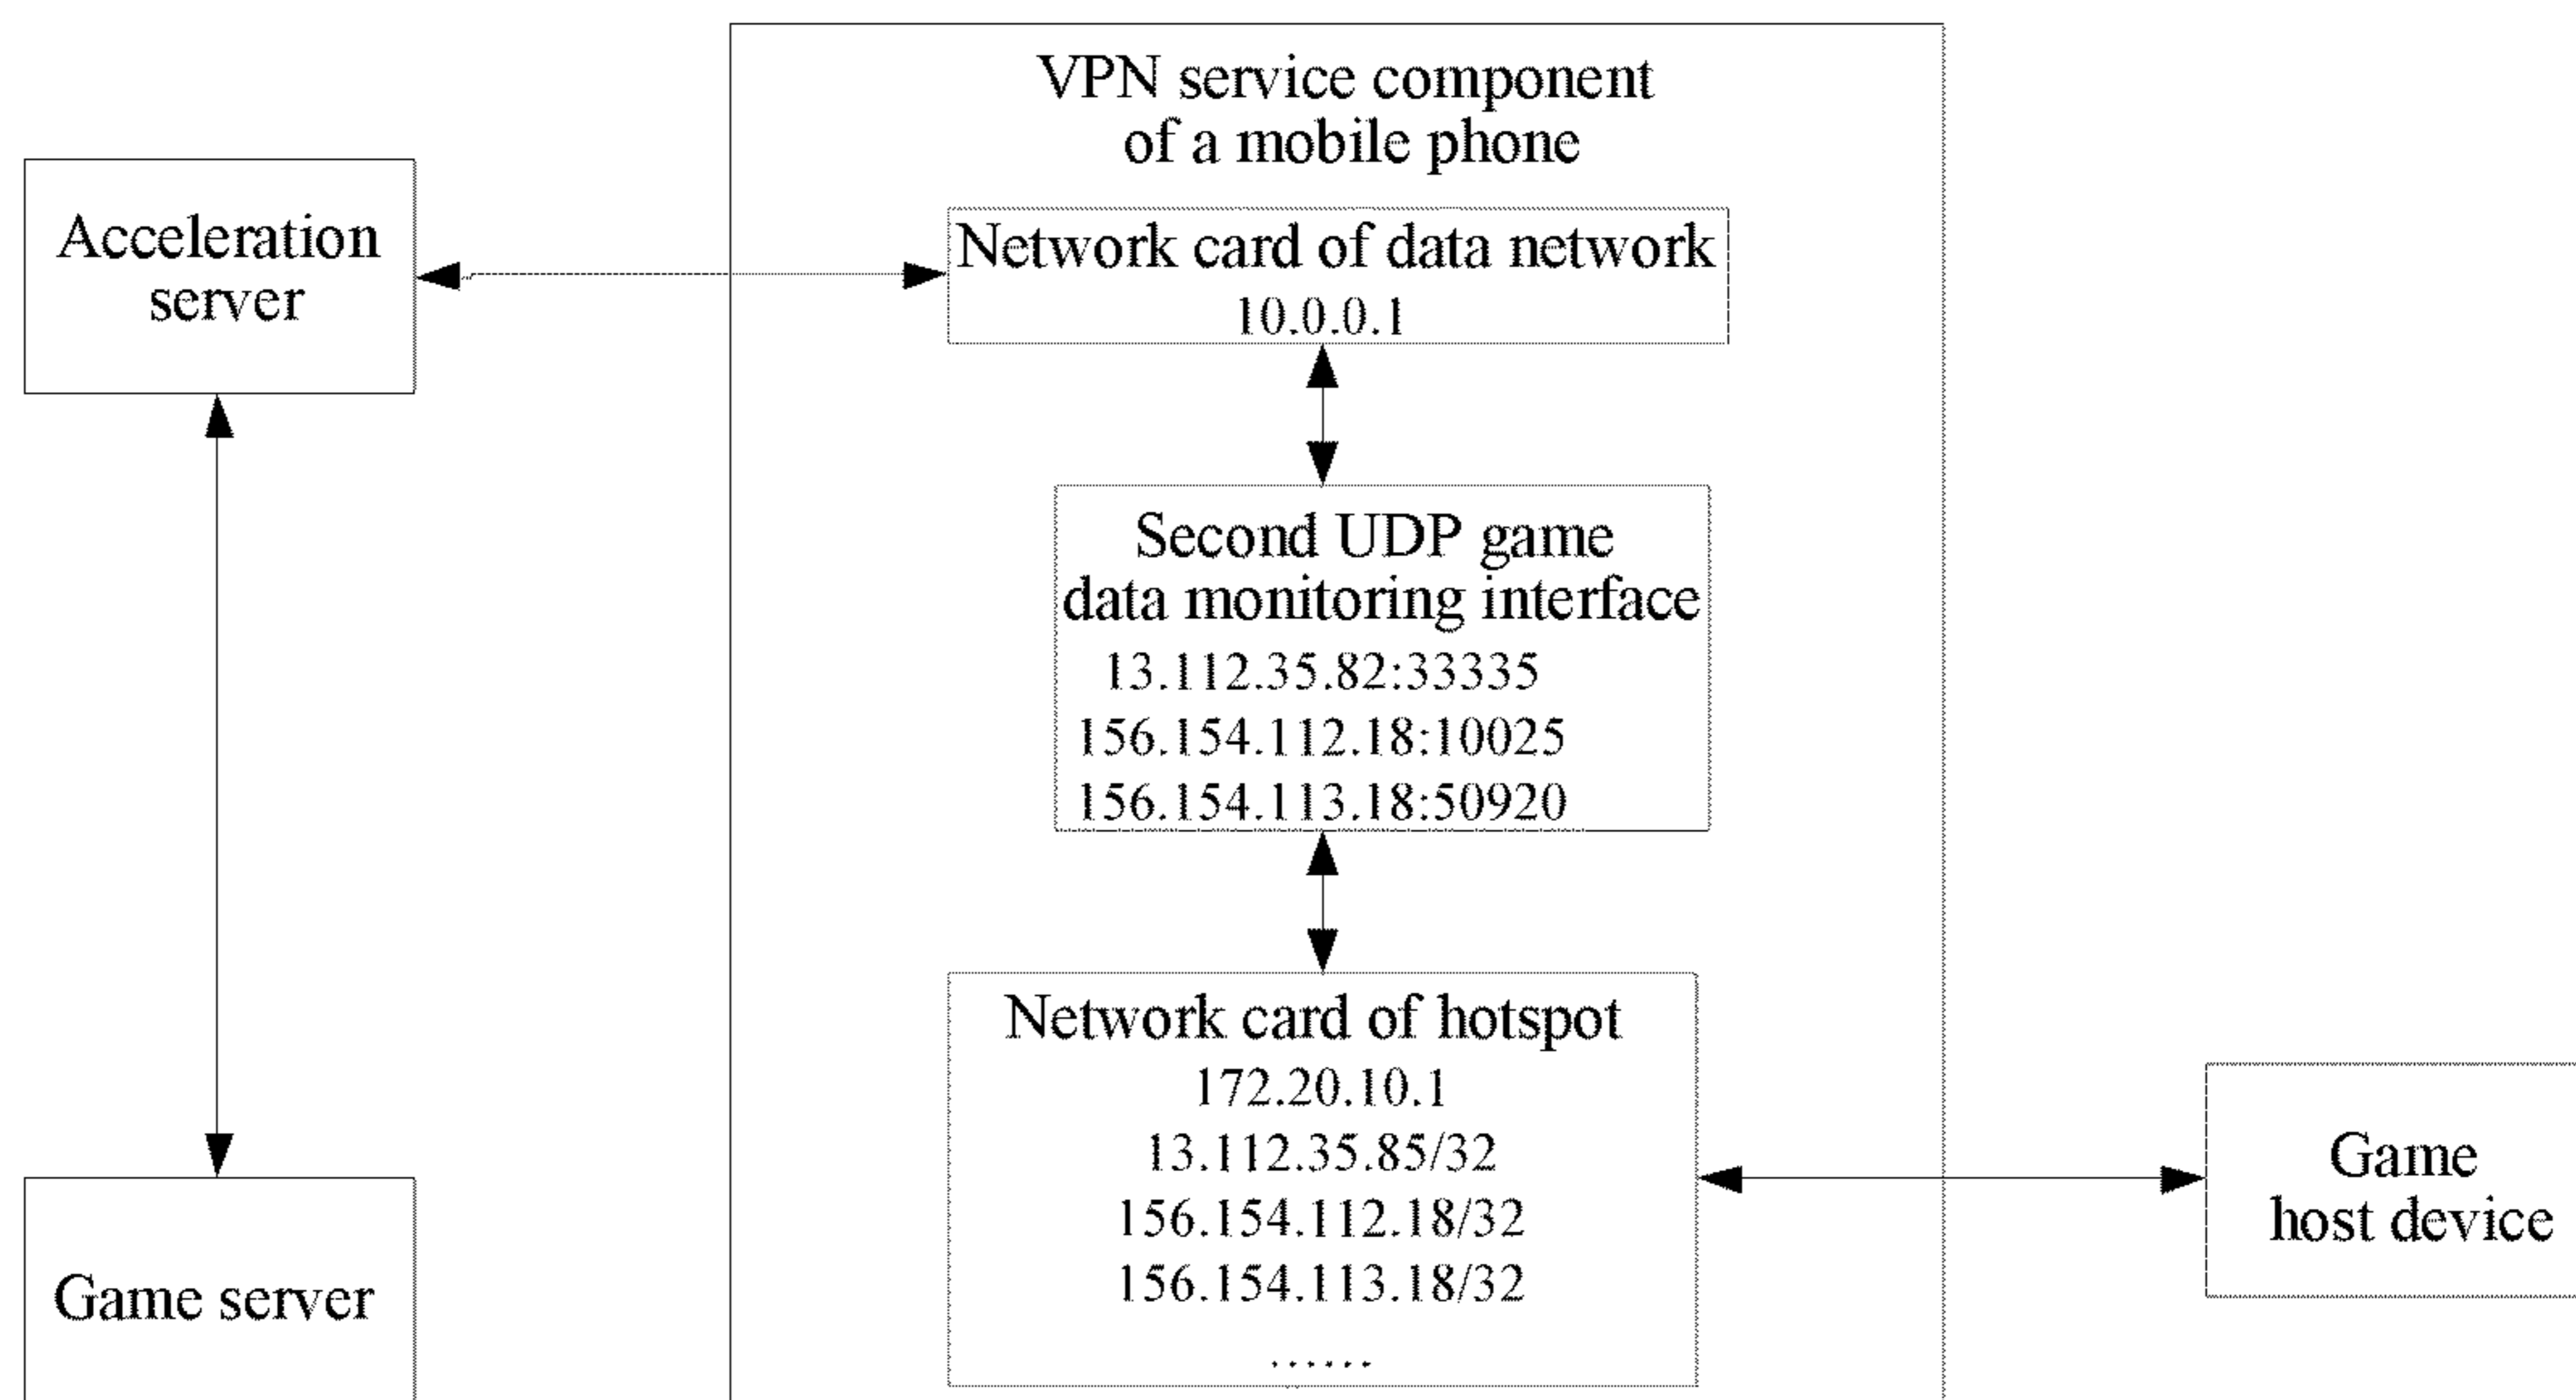 VPN service component
of a mobile phone
Acceleration
server
Network card of data network
10.0.0.1
Second UDP game
data monitoring interface
13.112.35.82:33335
156.154.112.18:10025
156.154.113.18:50920
Network card of hotspot
172.20.10.1
13.112.35.85/32
156.154.112.18/32
156.154.113.18/32
......
Game
host device
Game server